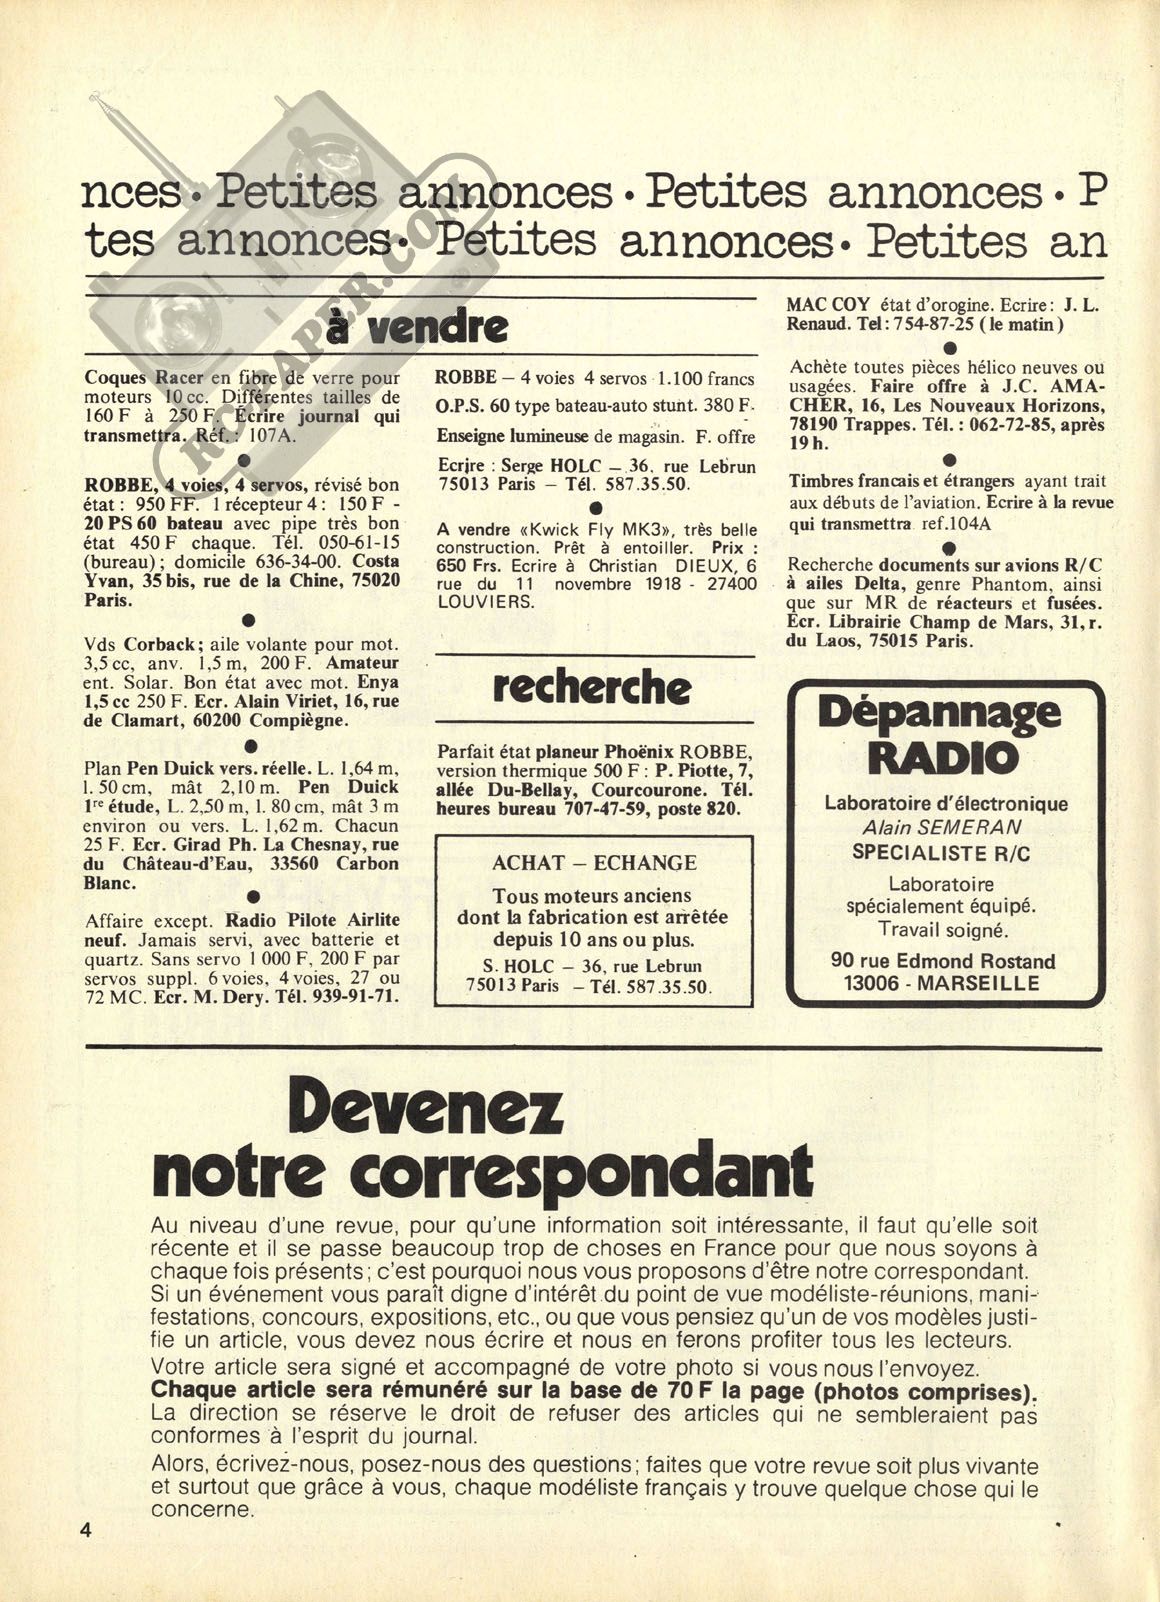 nces • Petites annonces • Petites annonces • P
tes annonces • Petites annonces • Petites an
RC-PAPER.COM
à vendre
Coques Racer en fibre de verre pour
moteurs 10 cc. Différentes tailles de
160 F à 250 F. Écrire journal qui
transmettra. Réf. : 107A.
●
ROBBE, 4 voies, 4 servos, révisé bon
état : 950 FF. 1 récepteur 4 : 150 F -
20 PS 60 bateau avec pipe très bon
état 450 F chaque. Tél. 050-61-15
(bureau) ; domicile 636-34-00. Costa
Yvan, 35 bis, rue de la Chine, 75020
Paris.
●
Vds Corback ; aile volante pour mot.
3,5 cc, anv. 1,5 m, 200 F. Amateur
ent. Solar. Bon état avec mot. Enya
1,5 cc 250 F. Ecr. Alain Viriet, 16, rue
de Clamart, 60200 Compiègne.
●
Plan Pen Duick vers. réelle. L. 1,64 m,
l. 50 cm, mât 2,10 m. Pen Duick
1re étude, L. 2,50 m, l. 80 cm, mât 3 m
environ ou vers. L. 1,62 m. Chacun
25 F. Ecr. Girad Ph. La Chesnay, rue
du Château-d'Eau, 33560 Carbon
Blanc.
●
Affaire except. Radio Pilote Airlite
neuf. Jamais servi, avec batterie et
quartz. Sans servo 1 000 F, 200 F par
servos suppl. 6 voies, 4 voies, 27 ou
72 MC. Ecr. M. Dery. Tél. 939-91-71.
ROBBE – 4 voies 4 servos 1.100 francs
O.P.S. 60 type bateau-auto stunt. 380 F.
Enseigne lumineuse de magasin. F. offre
Ecrire : Serge HOLC – 36, rue Lebrun
75013 Paris – Tél. 587.35.50.
●
A vendre «Kwick Fly MK3», très belle
construction. Prêt à entoiller. Prix :
650 Frs. Ecrire à Christian DIEUX, 6
rue du 11 novembre 1918 - 27400
LOUVIERS.
recherche
Parfait état planeur Phoënix ROBBE,
version thermique 500 F : P. Piotte, 7,
allée Du-Bellay, Courcourone. Tél.
heures bureau 707-47-59, poste 820.
ACHAT – ECHANGE
Tous moteurs anciens
dont la fabrication est arrêtée
depuis 10 ans ou plus.
S. HOLC – 36, rue Lebrun
75013 Paris – Tél. 587.35.50.
MAC COY état d'orogine. Ecrire : J. L.
Renaud. Tel : 754-87-25 ( le matin )
●
Achète toutes pièces hélico neuves ou
usagées. Faire offre à J.C. AMA-
CHER, 16, Les Nouveaux Horizons,
78190 Trappes. Tél. : 062-72-85, après
19 h.
●
Timbres francais et étrangers ayant trait
aux débuts de l'aviation. Ecrire à la revue
qui transmettra ref.104A
●
Recherche documents sur avions R/C
à ailes Delta, genre Phantom, ainsi
que sur MR de réacteurs et fusées.
Écr. Librairie Champ de Mars, 31, r.
du Laos, 75015 Paris.
Dépannage
RADIO
Laboratoire d'électronique
Alain SEMERAN
SPECIALISTE R/C
Laboratoire
spécialement équipé.
Travail soigné.
90 rue Edmond Rostand
13006 - MARSEILLE
Devenez
notre correspondant
Au niveau d'une revue, pour qu'une information soit intéressante, il faut qu'elle soit
récente et il se passe beaucoup trop de choses en France pour que nous soyons à
chaque fois présents ; c'est pourquoi nous vous proposons d'être notre correspondant.
Si un événement vous paraît digne d'intérêt du point de vue modéliste-réunions, mani-
festations, concours, expositions, etc., ou que vous pensiez qu'un de vos modèles justi-
fie un article, vous devez nous écrire et nous en ferons profiter tous les lecteurs.
Votre article sera signé et accompagné de votre photo si vous nous l'envoyez.
Chaque article sera rémunéré sur la base de 70 F la page (photos comprises).
La direction se réserve le droit de refuser des articles qui ne sembleraient pas
conformes à l'esprit du journal.
Alors, écrivez-nous, posez-nous des questions ; faites que votre revue soit plus vivante
et surtout que grâce à vous, chaque modéliste français y trouve quelque chose qui le
concerne.
4